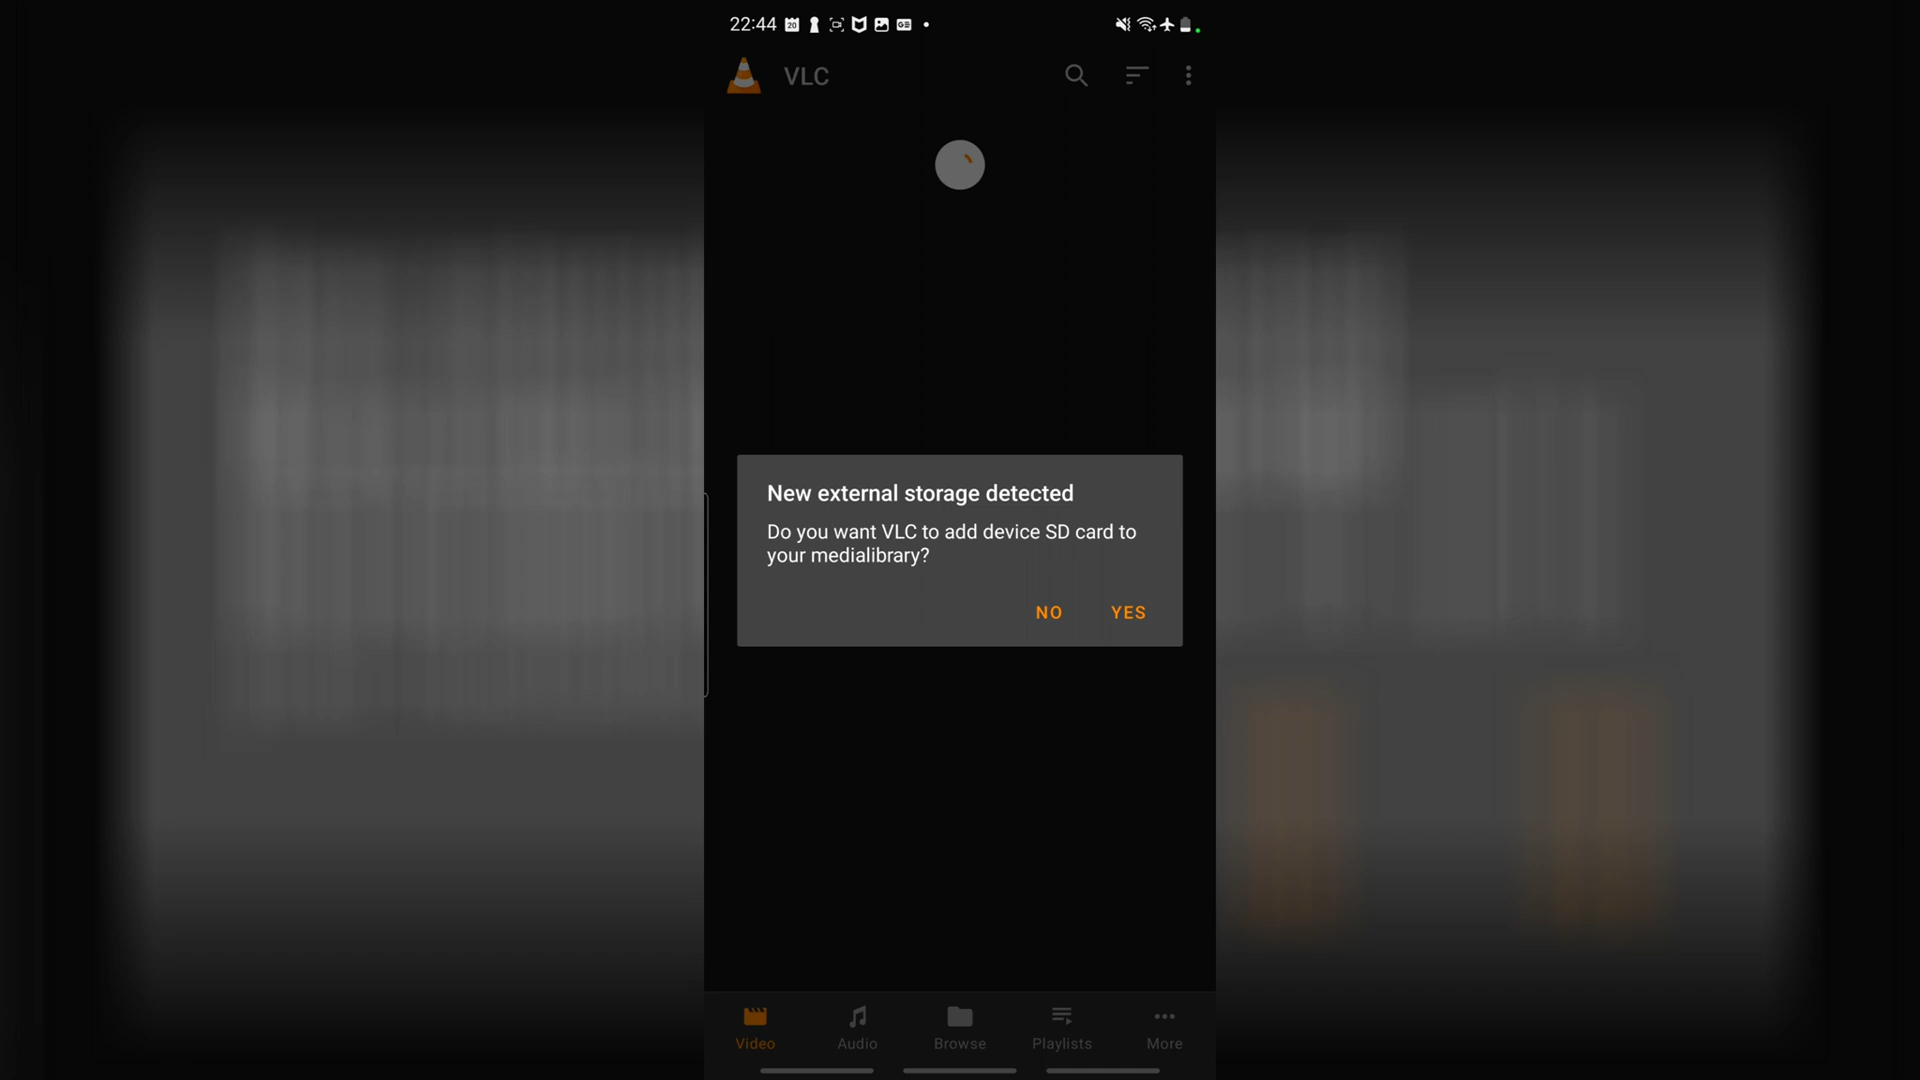 22:44
VLC
New external storage detected
Do you want VLC to add device SD card to
your medialibrary?
NO YES
Video Audio Browse Playlists More